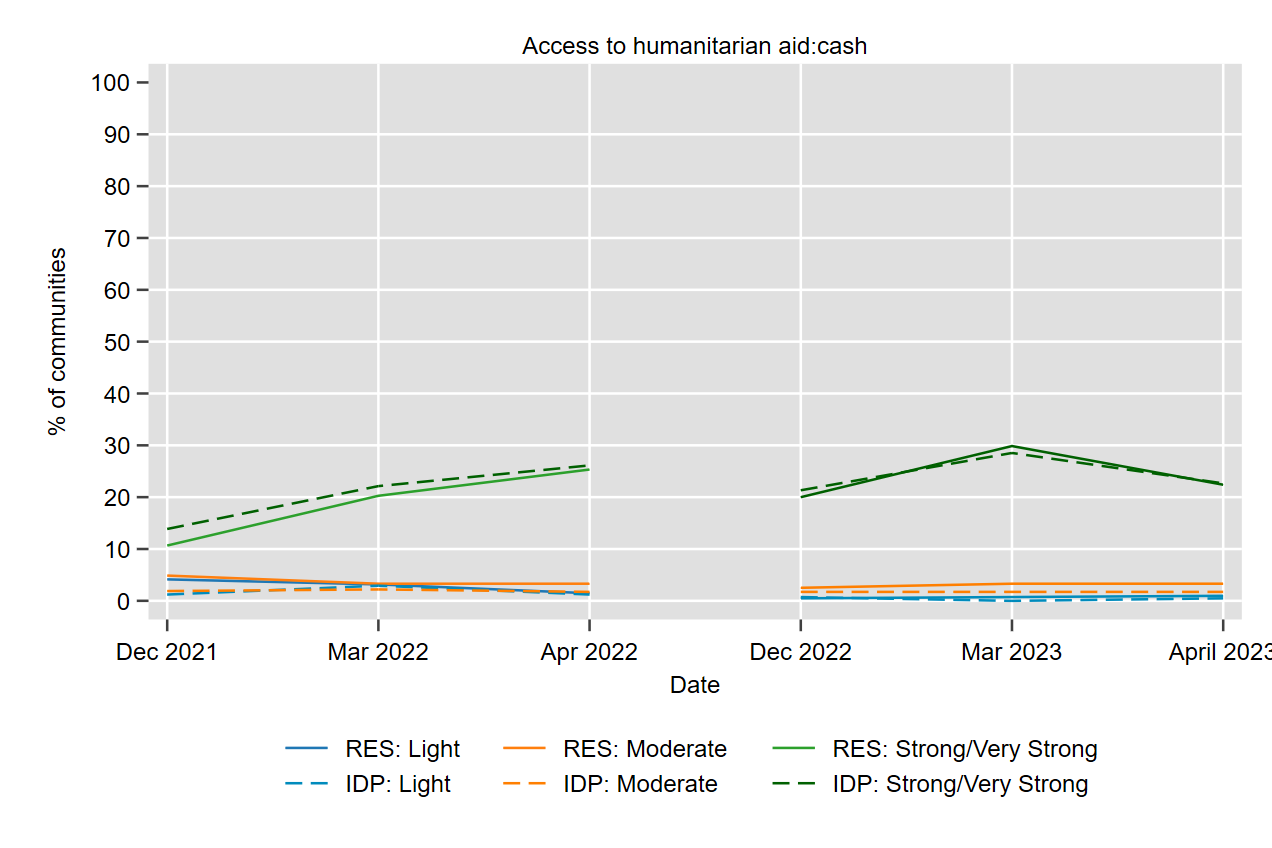 Access to humanitarian aid:cash
100
90
80
70
60
50
40
30
20
10
0
% of communities
Dec 2021 Mar 2022 Apr 2022 Dec 2022 Mar 2023 April 2023
Date
RES: Light RES: Moderate RES: Strong/Very Strong
IDP: Light IDP: Moderate IDP: Strong/Very Strong